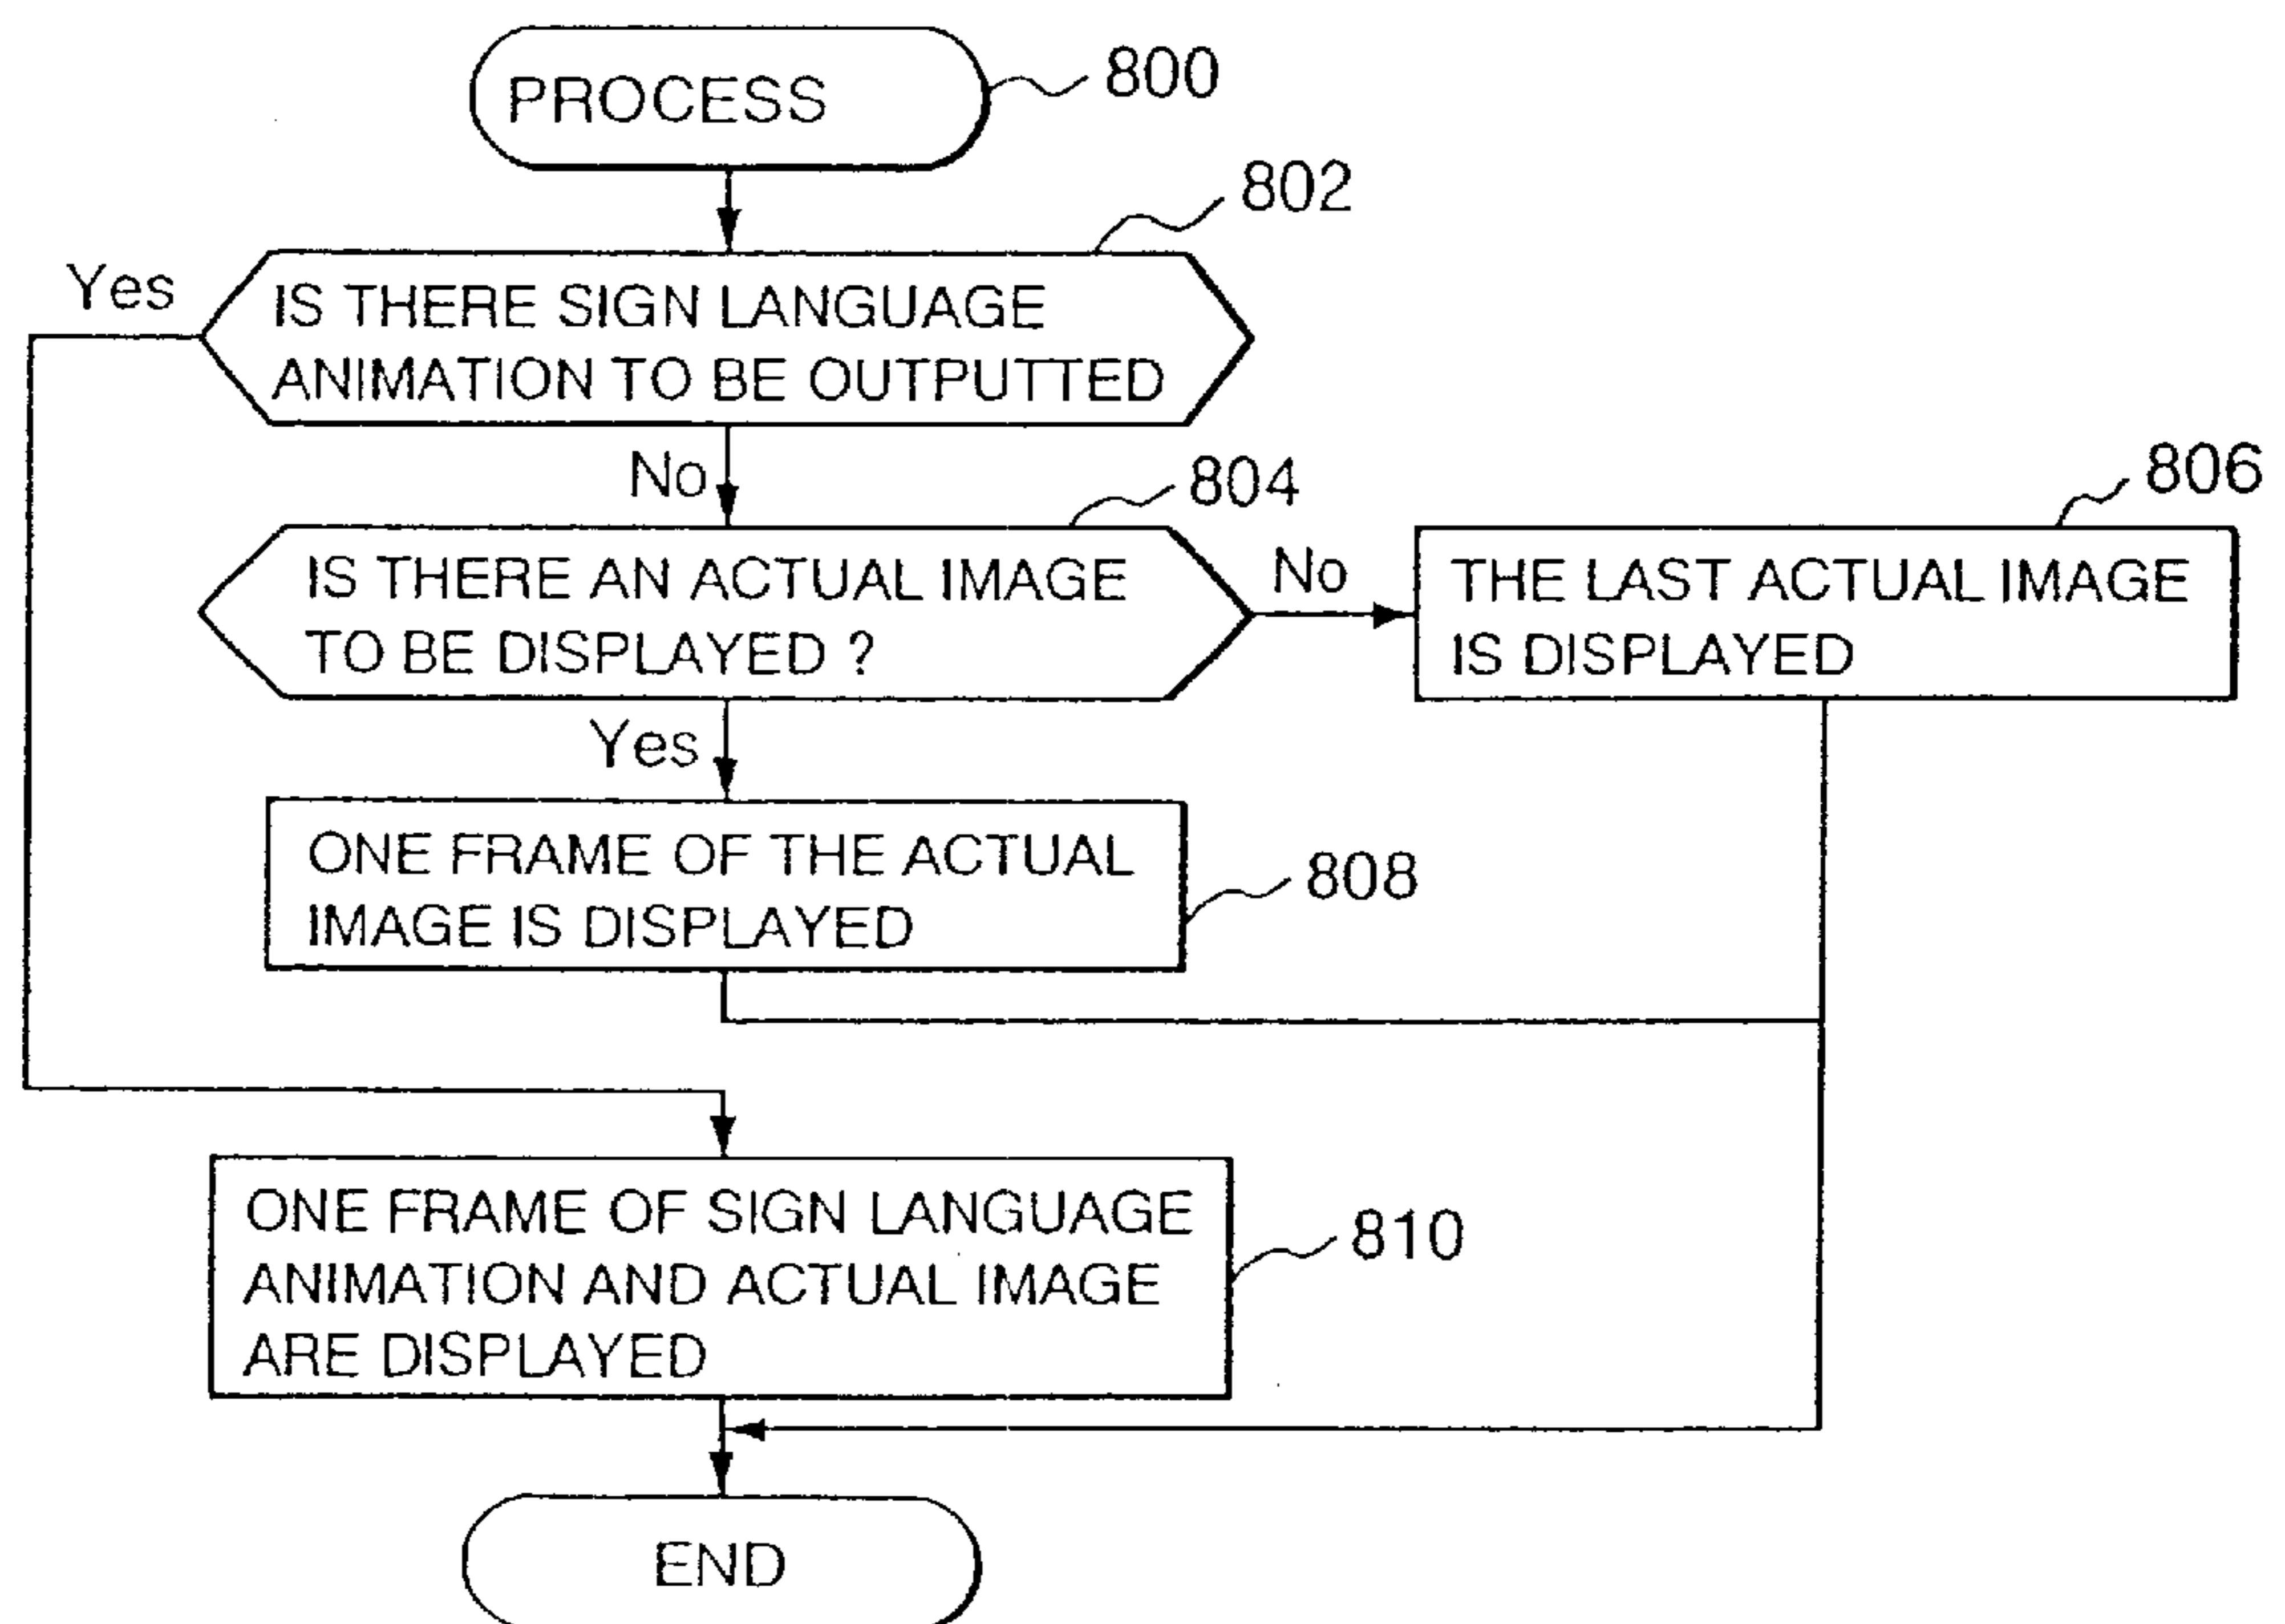 PROCESS
800
802
Yes
IS THERE SIGN LANGUAGE
ANIMATION TO BE OUTPUTTED
No
804
806
IS THERE AN ACTUAL IMAGE
TO BE DISPLAYED ?
No
THE LAST ACTUAL IMAGE
IS DISPLAYED
Yes
ONE FRAME OF THE ACTUAL
IMAGE IS DISPLAYED
808
ONE FRAME OF SIGN LANGUAGE
ANIMATION AND ACTUAL IMAGE
ARE DISPLAYED
810
END